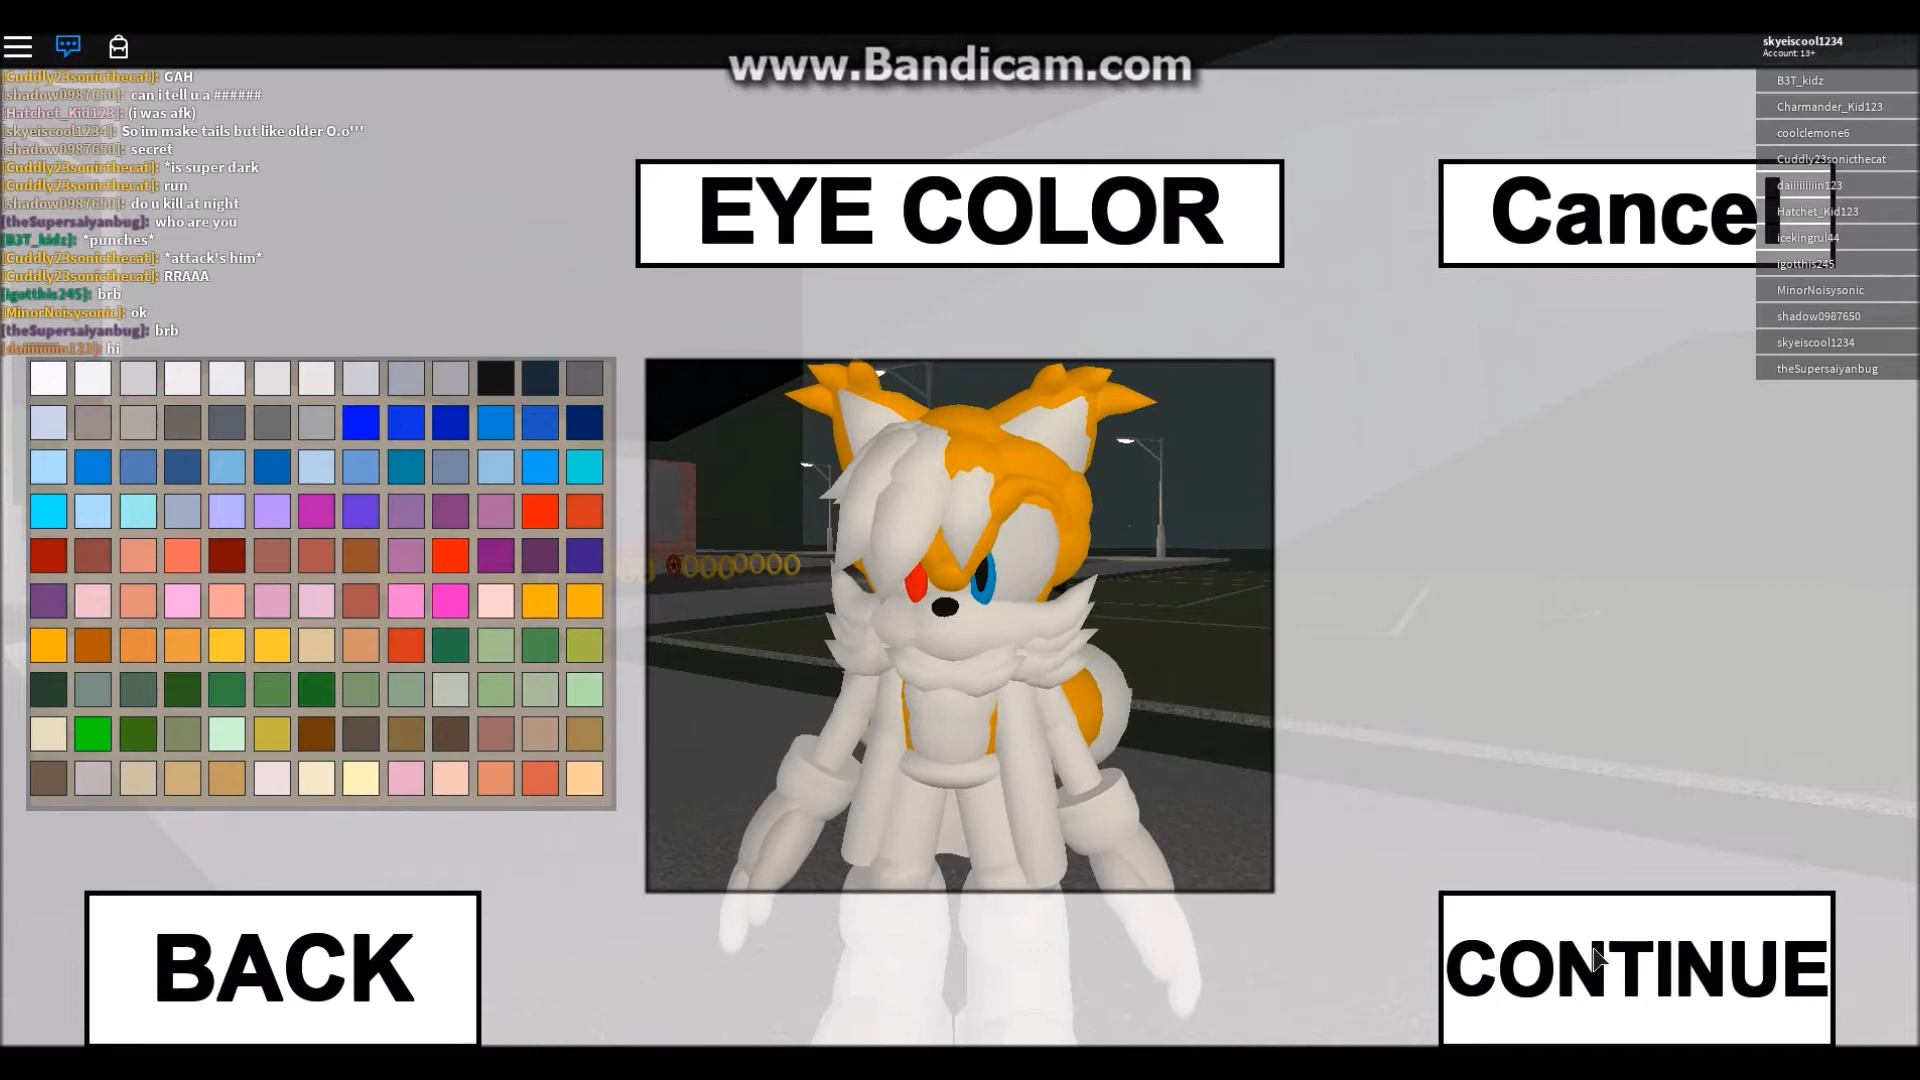 www.Bandicam.com
skyeiscool1234
Account: 13+
[Cuddly23sonicthecat]: GAH
[shadow0987650]: can i tell u a ######
[Hatchet_Kid123]: (i was afk)
[skyeiscool1234]: So im make tails but like older O.o'''
[shadow0987650]: secret
[Cuddly23sonicthecat]: *is super dark
[Cuddly23sonicthecat]: run
[shadow0987650]: do u kill at night
[theSupersaiyanbug]: who are you
[B3T_kidz]: *punches*
[Cuddly23sonicthecat]: *attack's him*
[Cuddly23sonicthecat]: RRAAA
[igotthis245]: brb
[MinorNoisysonic]: ok
[theSupersaiyanbug]: brb
hi
EYE COLOR
Cancel
B3T_kidz
Charmander_Kid123
coolclemone6
Cuddly23sonicthecat
Hatchet_Kid123
icekingrul44
igotthis245
MinorNoisysonic
shadow0987650
skyeiscool1234
theSupersaiyanbug
BACK
CONTINUE